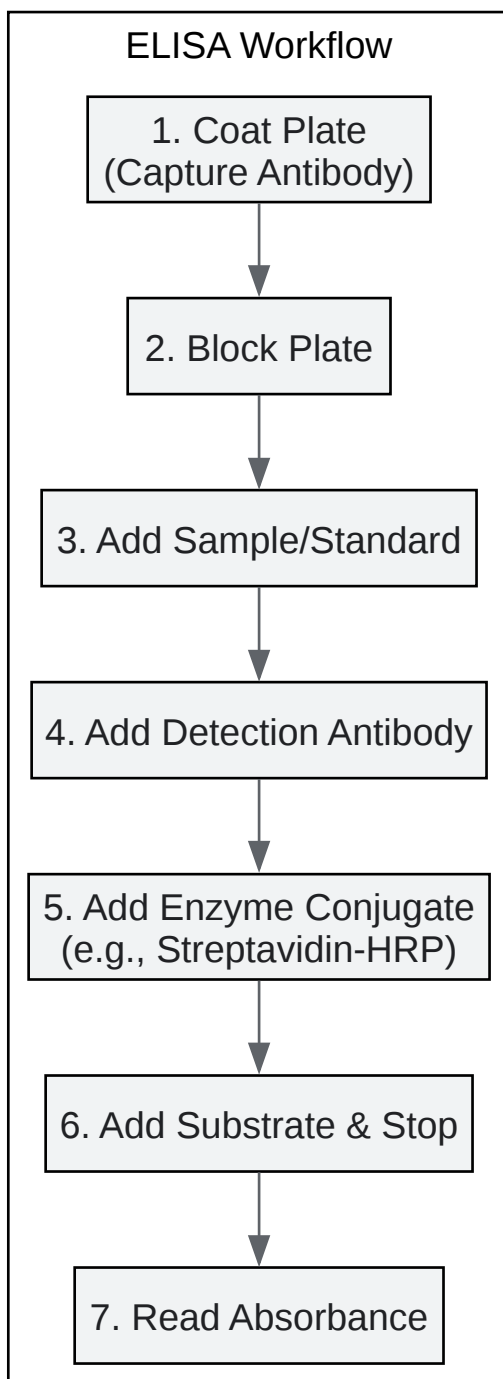 ELISA Workflow
1. Coat Plate
(Capture Antibody)
2. Block Plate
3. Add Sample/Standard
4. Add Detection Antibody
5. Add Enzyme Conjugate
(e.g., Streptavidin-HRP)
6. Add Substrate & Stop
7. Read Absorbance